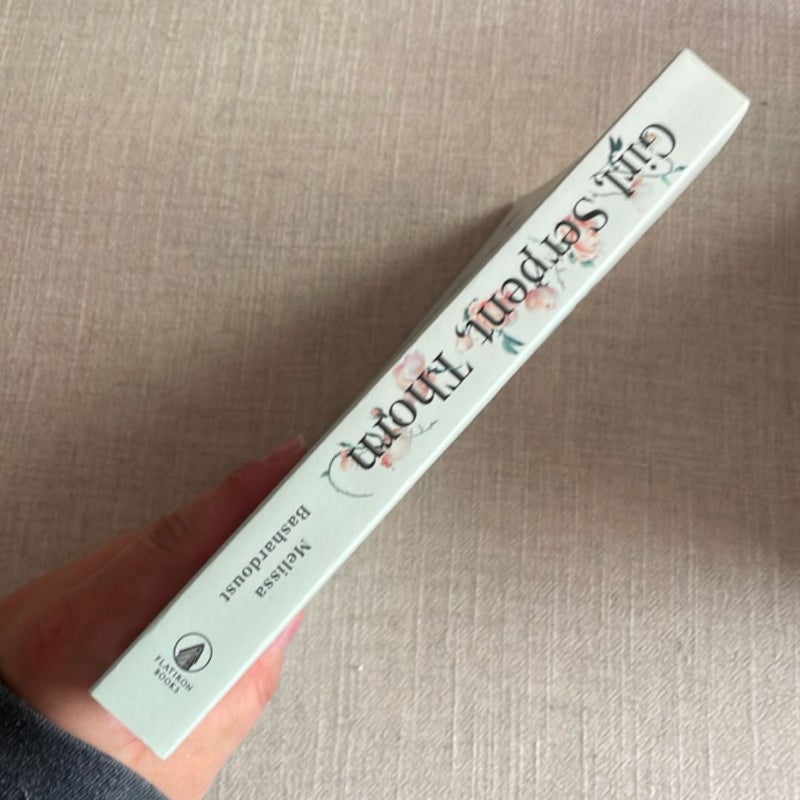 Girl, Serpent, Thorn
Melissa
Bashardoust
FLATIRON
BOOKS